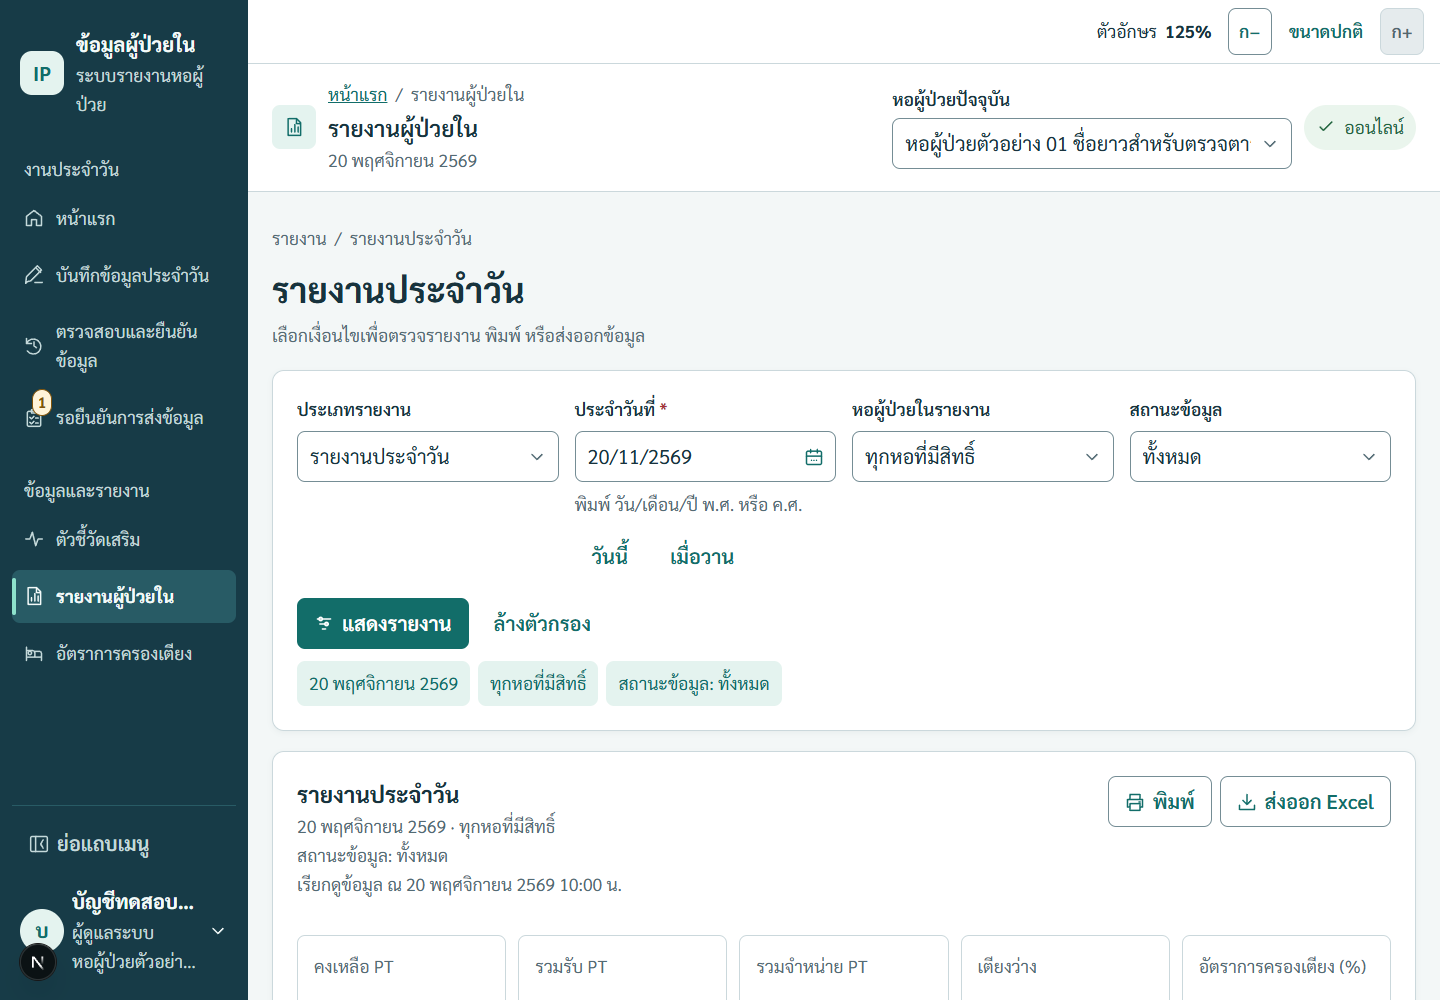 IP
ข้อมูลผู้ป่วยใน
ระบบรายงานหอผู้
ป่วย
งานประจำวัน
หน้าแรก
บันทึกข้อมูลประจำวัน
ตรวจสอบและยืนยัน
ข้อมูล
1
รอยืนยันการส่งข้อมูล
ข้อมูลและรายงาน
ตัวชี้วัดเสริม
รายงานผู้ป่วยใน
อัตราการครองเตียง
ย่อแถบเมนู
บ
บัญชีทดสอบ...
ผู้ดูแลระบบ
หอผู้ป่วยตัวอย่า...
N
ตัวอักษร 125%
ก−
ขนาดปกติ
ก+
หน้าแรก / รายงานผู้ป่วยใน
รายงานผู้ป่วยใน
20 พฤศจิกายน 2569
หอผู้ป่วยปัจจุบัน
หอผู้ป่วยตัวอย่าง 01 ชื่อยาวสำหรับตรวจตา
ออนไลน์
รายงาน / รายงานประจำวัน
รายงานประจำวัน
เลือกเงื่อนไขเพื่อตรวจรายงาน พิมพ์ หรือส่งออกข้อมูล
ประเภทรายงาน
รายงานประจำวัน
ประจำวันที่ *
20/11/2569
พิมพ์ วัน/เดือน/ปี พ.ศ. หรือ ค.ศ.
วันนี้
เมื่อวาน
หอผู้ป่วยในรายงาน
ทุกหอที่มีสิทธิ์
สถานะข้อมูล
ทั้งหมด
แสดงรายงาน
ล้างตัวกรอง
20 พฤศจิกายน 2569
ทุกหอที่มีสิทธิ์
สถานะข้อมูล: ทั้งหมด
รายงานประจำวัน
20 พฤศจิกายน 2569 · ทุกหอที่มีสิทธิ์
สถานะข้อมูล: ทั้งหมด
เรียกดูข้อมูล ณ 20 พฤศจิกายน 2569 10:00 น.
พิมพ์
ส่งออก Excel
คงเหลือ PT
รวมรับ PT
รวมจำหน่าย PT
เตียงว่าง
อัตราการครองเตียง (%)